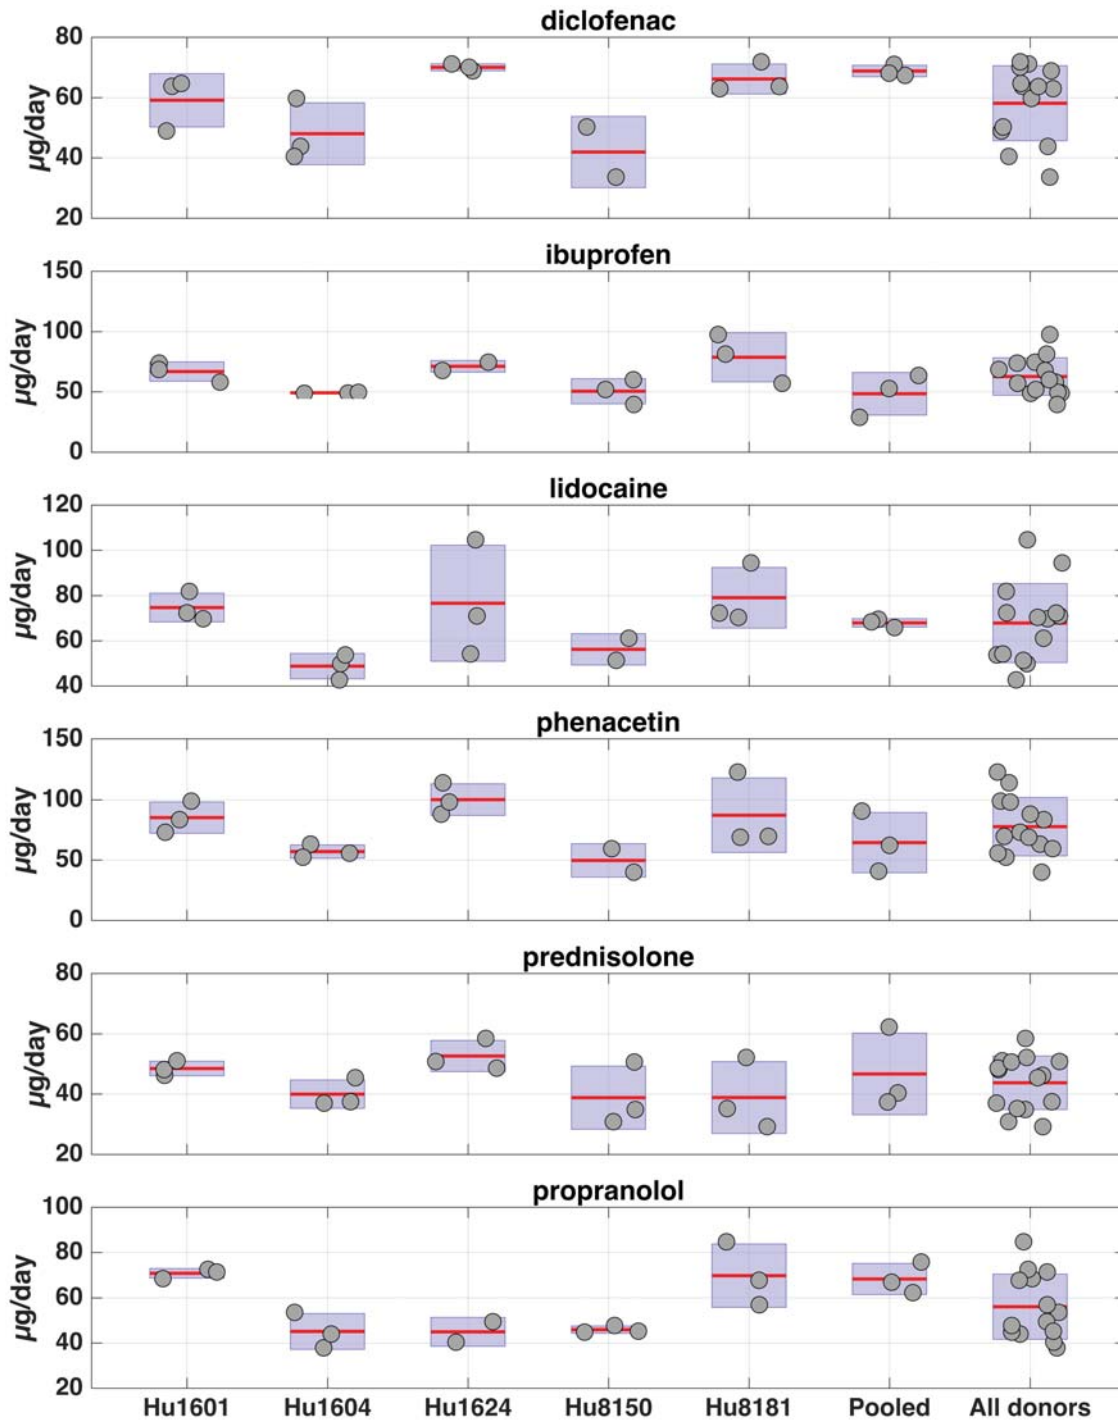 diclofenac
80
60
40
20
µg/day
ibuprofen
150
100
50
0
µg/day
lidocaine
120
100
80
60
40
µg/day
phenacetin
150
100
50
0
µg/day
prednisolone
80
60
40
20
µg/day
propranolol
100
80
60
40
20
µg/day
Hu1601 Hu1604 Hu1624 Hu8150 Hu8181 Pooled All donors